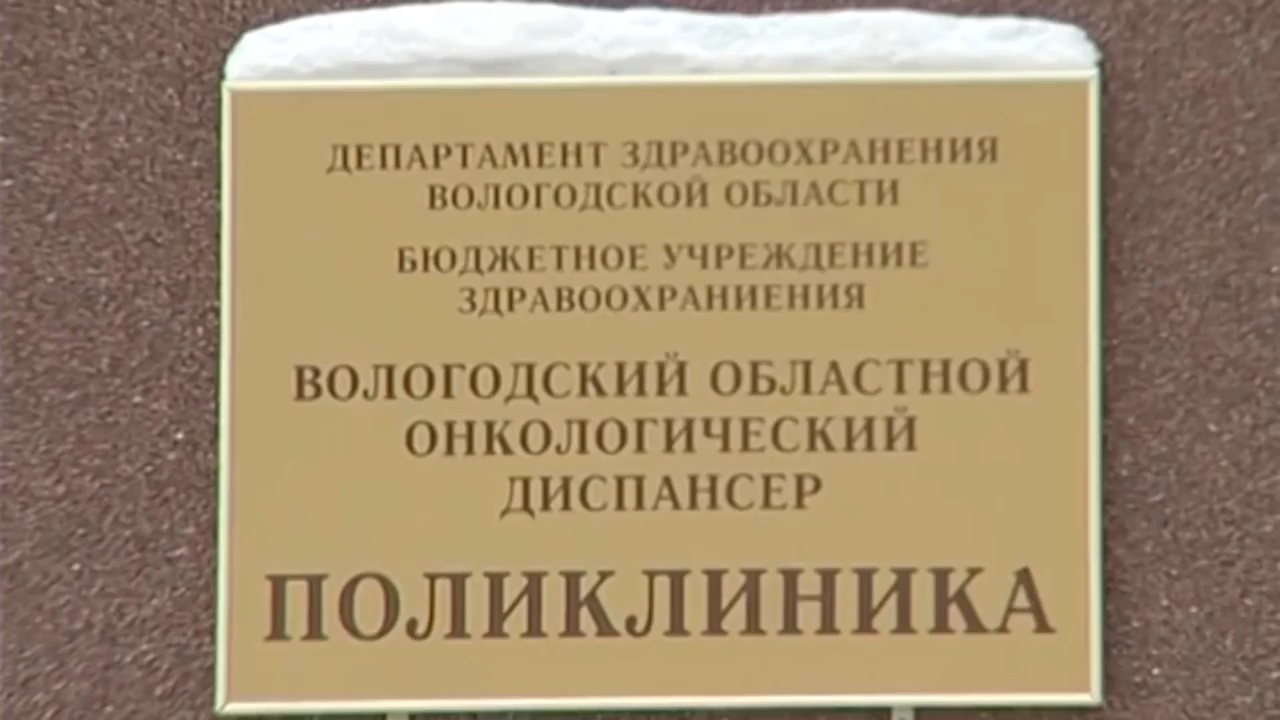 ДЕПАРТАМЕНТ ЗДРАВООХРАНЕНИЯ
ВОЛОГОДСКОЙ ОБЛАСТИ
БЮДЖЕТНОЕ УЧРЕЖДЕНИЕ
ЗДРАВООХРАНИЕНИЯ
ВОЛОГОДСКИЙ ОБЛАСТНОЙ
ОНКОЛОГИЧЕСКИЙ
ДИСПАНСЕР
ПОЛИКЛИНИКА